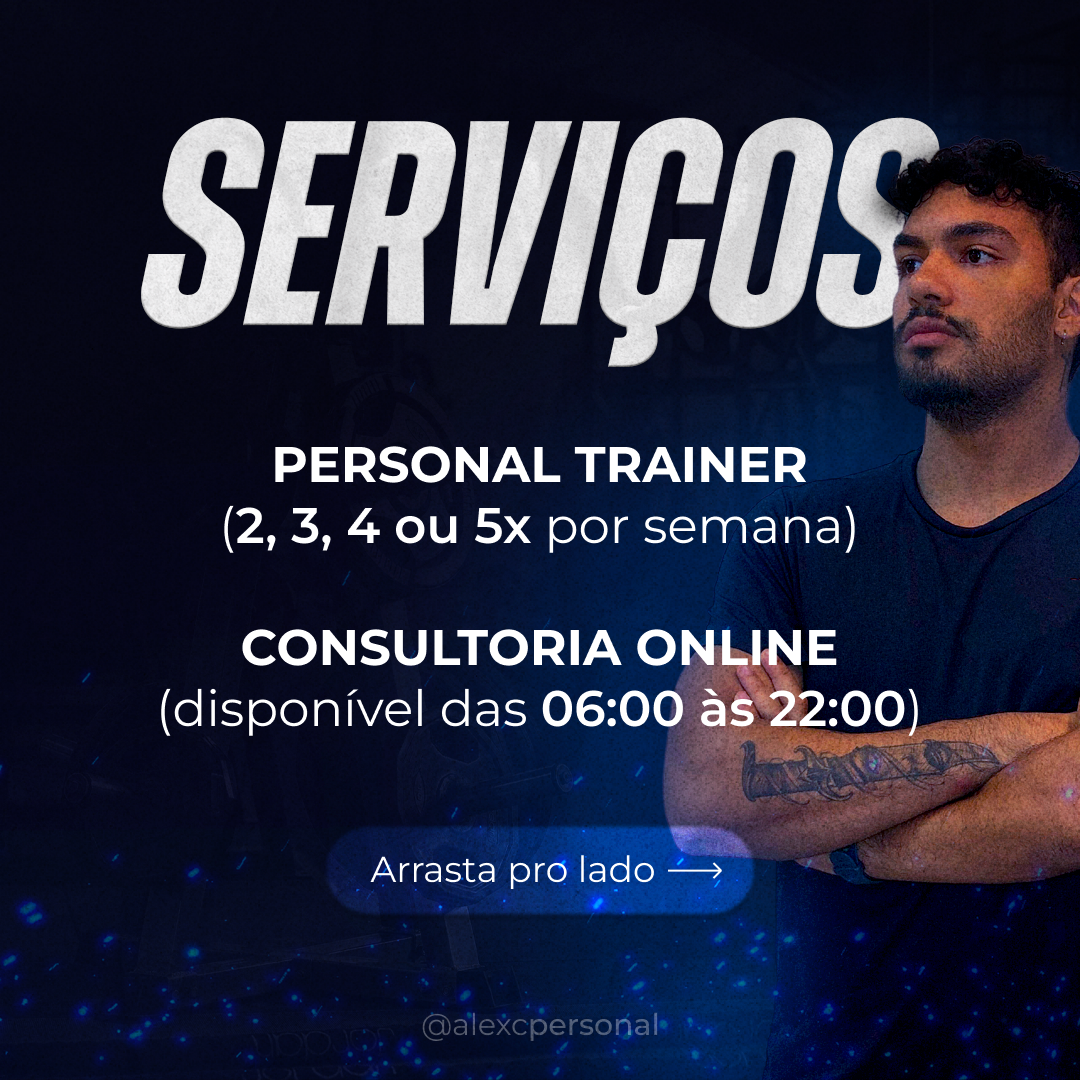 SERVIÇOS
PERSONAL TRAINER
(2, 3, 4 ou 5x por semana)
CONSULTORIA ONLINE
(disponível das 06:00 às 22:00)
Arrasta pro lado →
@alexcpersonal